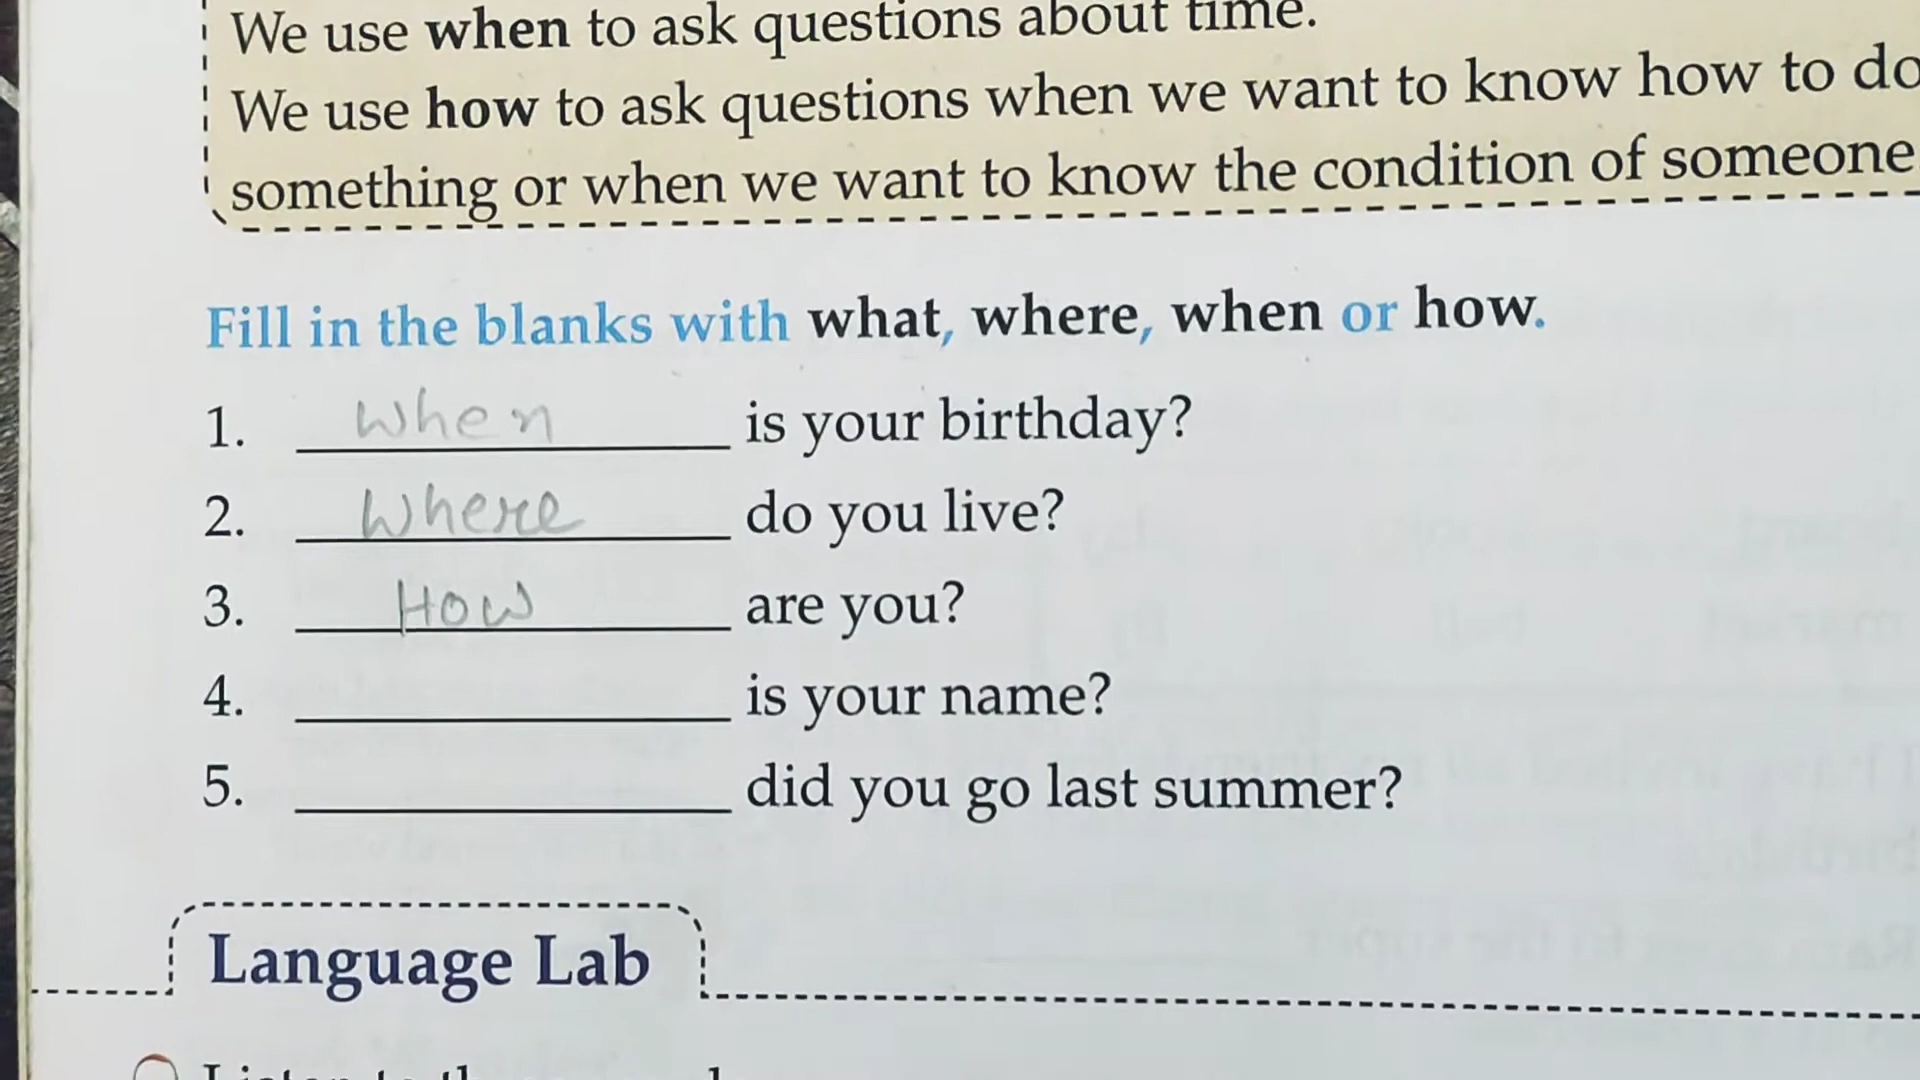 We use when to ask questions about time.
We use how to ask questions when we want to know how to do
something or when we want to know the condition of someone
Fill in the blanks with what, where, when or how.
1. When is your birthday?
2. Where do you live?
3. How are you?
4. ____________ is your name?
5. ____________ did you go last summer?
Language Lab